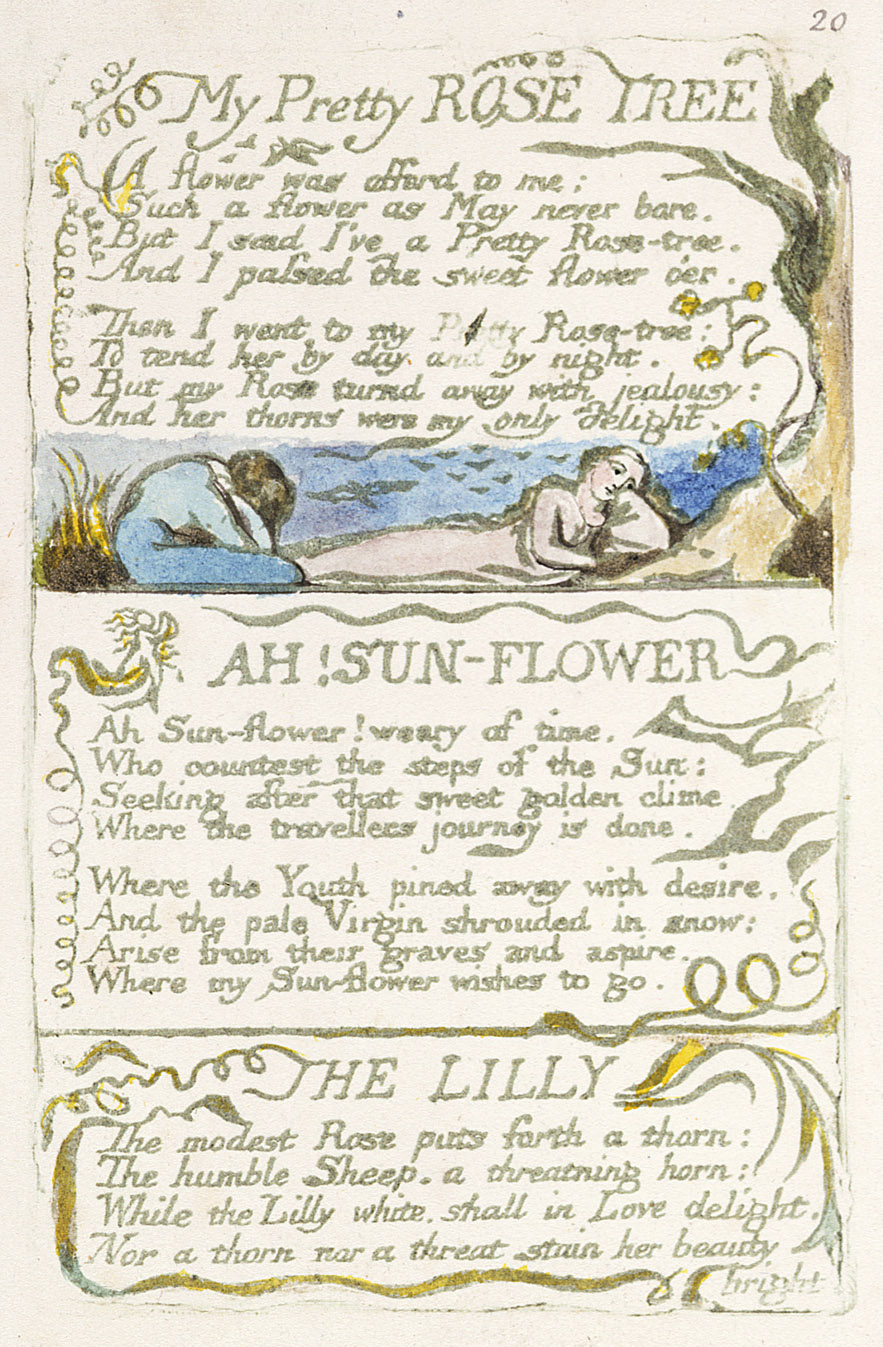 20
My Pretty ROSE TREE
A flower was offerd to me;
Such a flower as May never bore.
But I said I've a Pretty Rose-tree.
And I passed the sweet flower o'er.
Then I went to my Pretty Rose-tree:
To tend her by day and by night.
But my Rose turnd away with jealousy:
And her thorns were my only delight.
AH! SUN-FLOWER
Ah Sun-flower! weary of time.
Who countest the steps of the Sun:
Seeking after that sweet golden clime
Where the travellers journey is done.
Where the Youth pined away with desire,
And the pale Virgin shrouded in snow:
Arise from their graves and aspire.
Where my Sun-flower wishes to go.
THE LILLY
The modest Rose puts forth a thorn:
The humble Sheep. a threatning horn:
While the Lilly white. shall in Love delight.
Nor a thorn nor a threat stain her beauty
bright